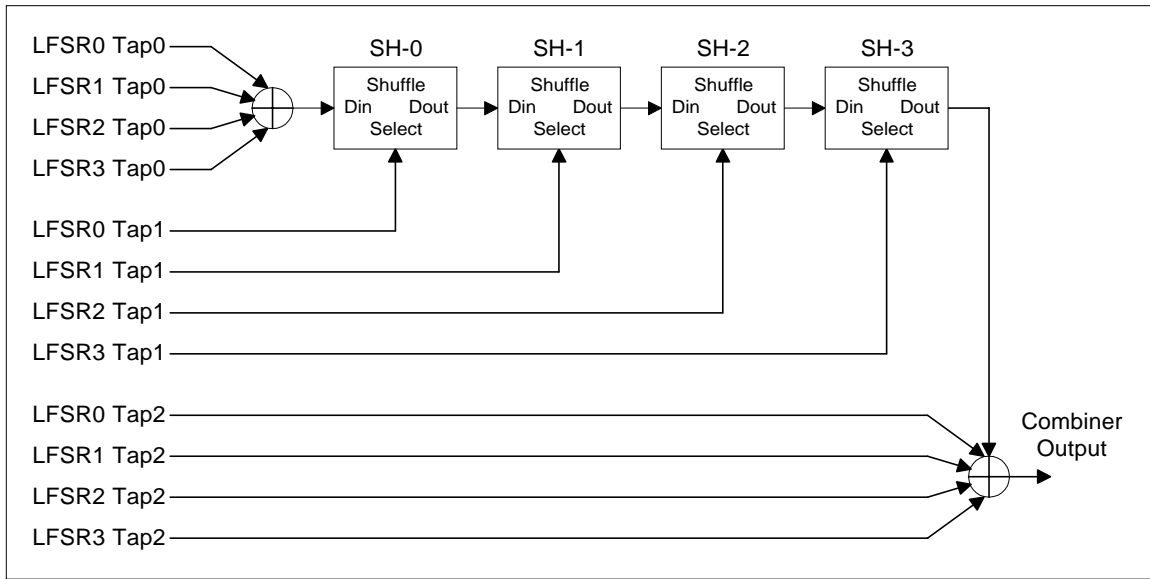 LFSR0 Tap0
LFSR1 Tap0
LFSR2 Tap0
LFSR3 Tap0
SH-0
Shuffle
Din Dout
Select
SH-1
Shuffle
Din Dout
Select
SH-2
Shuffle
Din Dout
Select
SH-3
Shuffle
Din Dout
Select
LFSR0 Tap1
LFSR1 Tap1
LFSR2 Tap1
LFSR3 Tap1
LFSR0 Tap2
LFSR1 Tap2
LFSR2 Tap2
LFSR3 Tap2
Combiner
Output